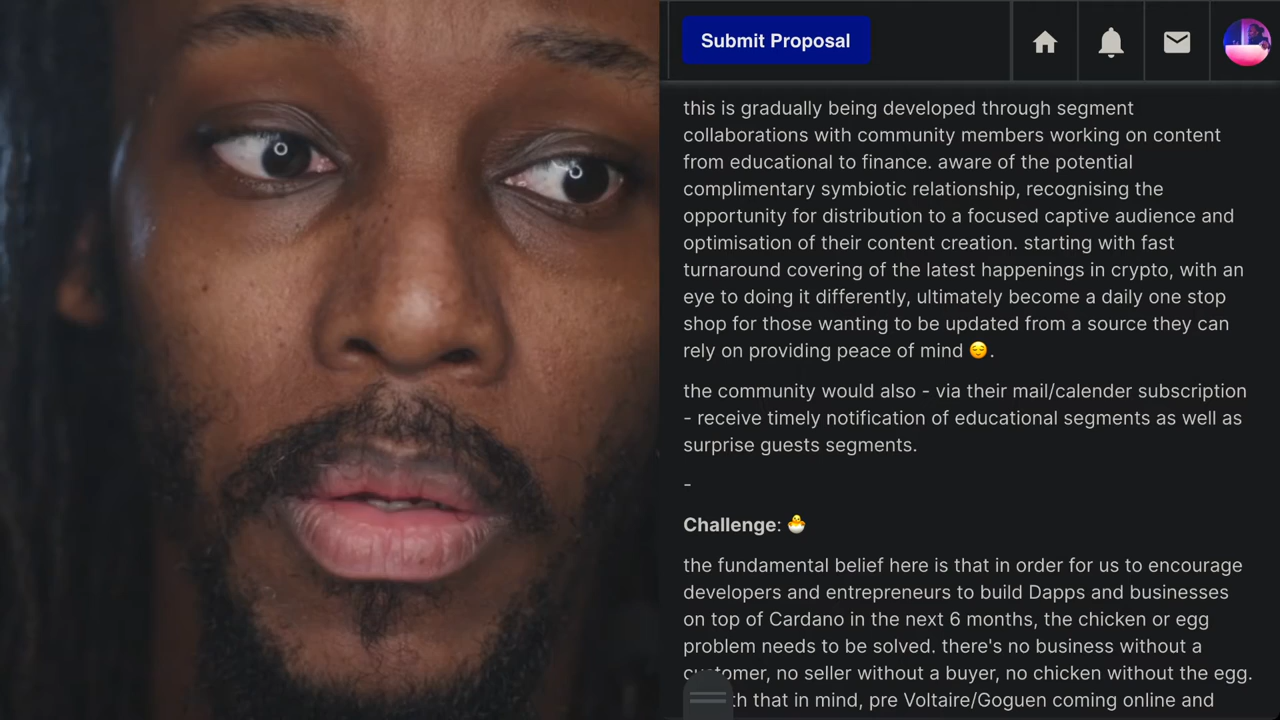 Submit Proposal
this is gradually being developed through segment
collaborations with community members working on content
from educational to finance. aware of the potential
complimentary symbiotic relationship, recognising the
opportunity for distribution to a focused captive audience and
optimisation of their content creation. starting with fast
turnaround covering of the latest happenings in crypto, with an
eye to doing it differently, ultimately become a daily one stop
shop for those wanting to be updated from a source they can
rely on providing peace of mind 😌.
the community would also - via their mail/calender subscription
- receive timely notification of educational segments as well as
surprise guests segments.
-
Challenge: 🐣
the fundamental belief here is that in order for us to encourage
developers and entrepreneurs to build Dapps and businesses
on top of Cardano in the next 6 months, the chicken or egg
problem needs to be solved. there's no business without a
customer, no seller without a buyer, no chicken without the egg.
that in mind, pre Voltaire/Goguen coming online and